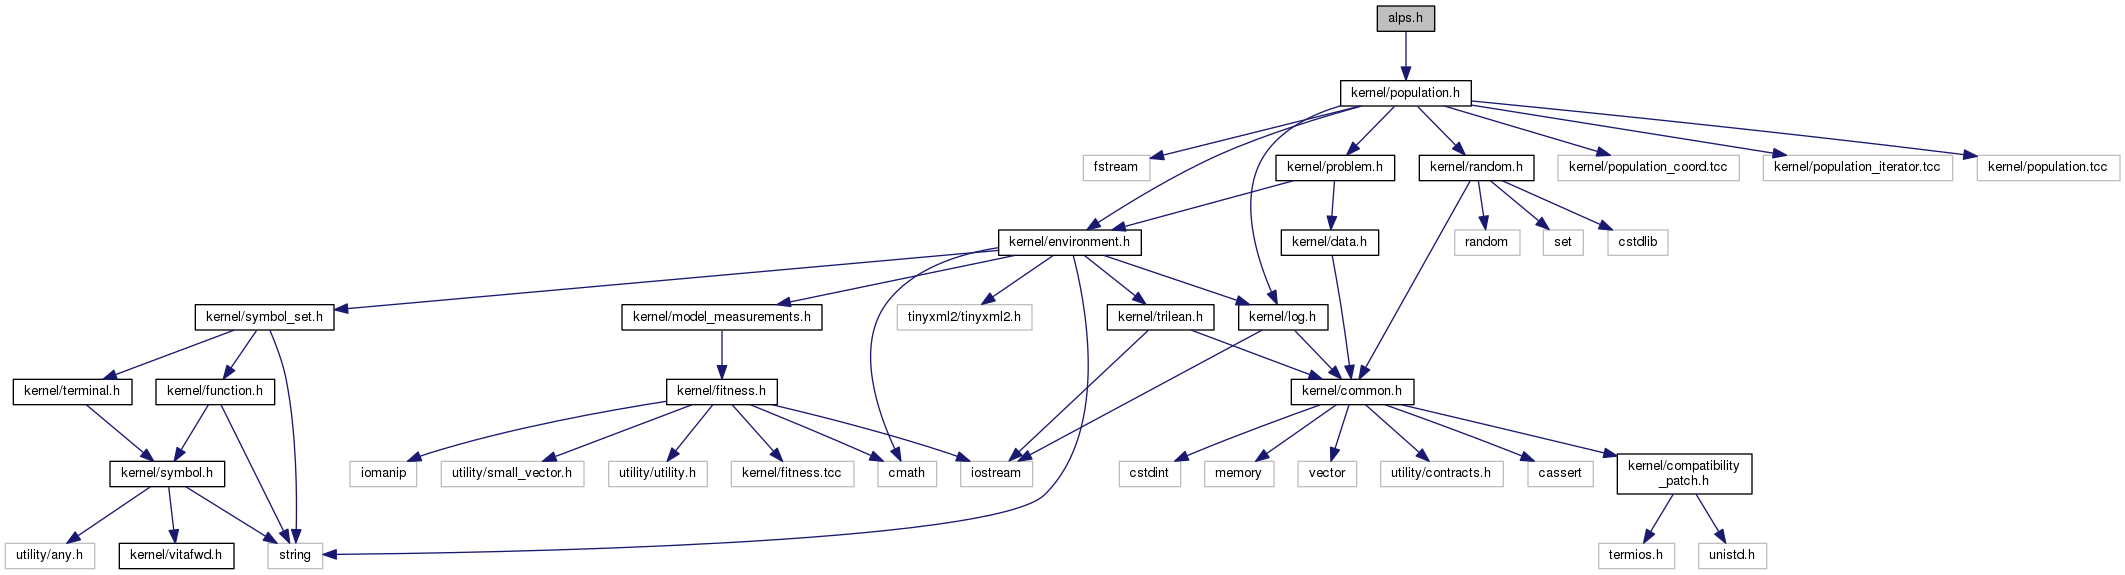 alps.h
kernel/population.h
fstream
kernel/problem.h
kernel/random.h
kernel/population_coord.tcc
kernel/population_iterator.tcc
kernel/population.tcc
kernel/environment.h
kernel/data.h
random
set
cstdlib
kernel/symbol_set.h
kernel/model_measurements.h
tinyxml2/tinyxml2.h
kernel/trilean.h
kernel/log.h
kernel/terminal.h
kernel/function.h
kernel/fitness.h
kernel/common.h
kernel/symbol.h
iomanip
utility/small_vector.h
utility/utility.h
kernel/fitness.tcc
cmath
iostream
cstdint
memory
vector
utility/contracts.h
cassert
kernel/compatibility
_patch.h
utility/any.h
kernel/vitafwd.h
string
termios.h
unistd.h